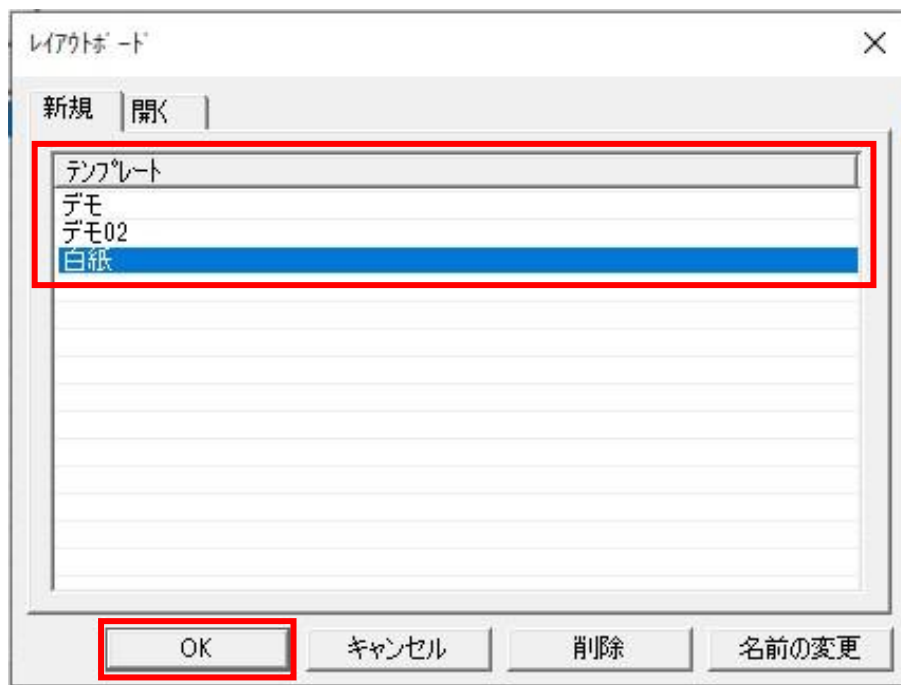 ﾚｲｱｳﾄﾎﾞｰﾄﾞ
新規 開く
ﾃﾝﾌﾟﾚｰﾄ
デモ
デモ02
白紙
OK キャンセル 削除 名前の変更